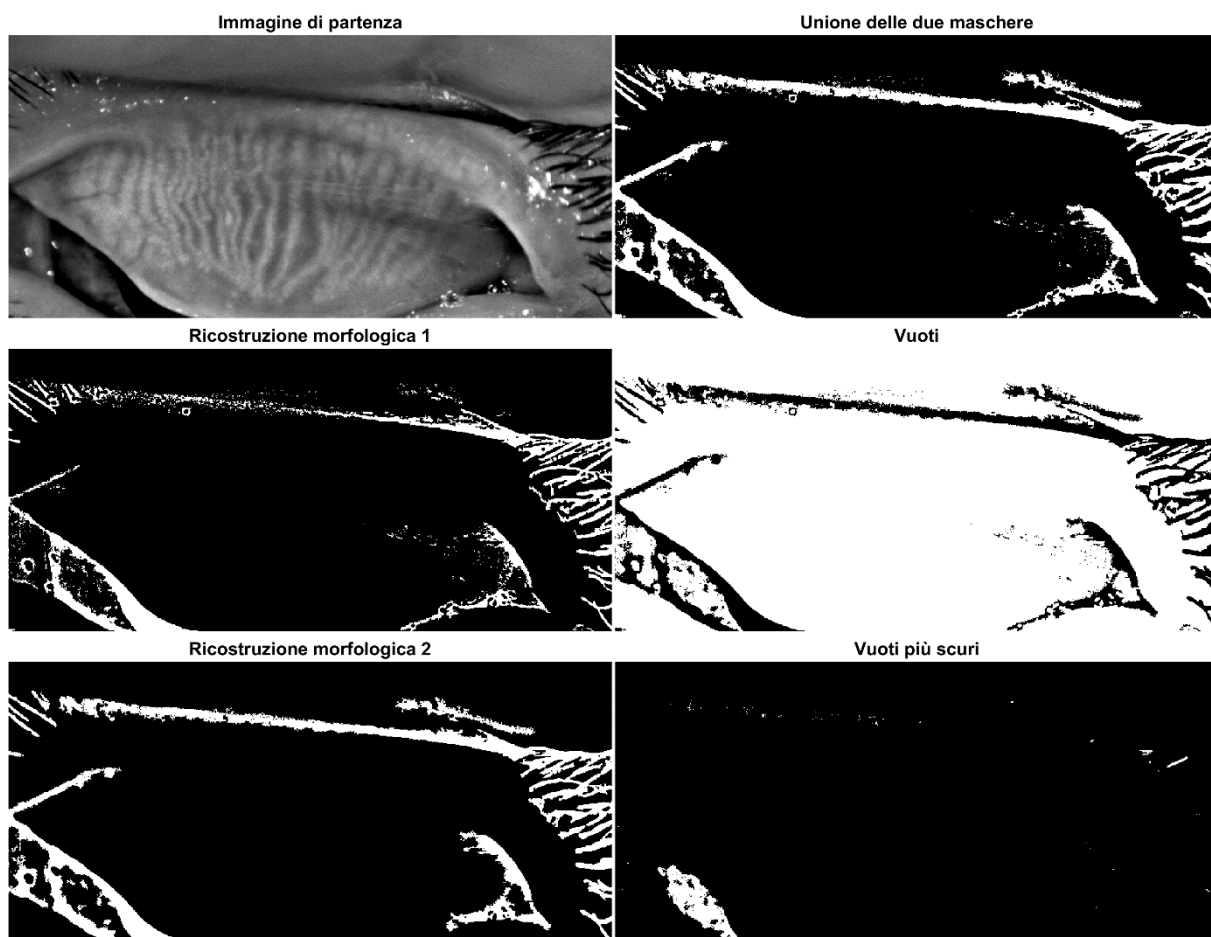 Immagine di partenza
Unione delle due maschere
Ricostruzione morfologica 1
Vuoti
Ricostruzione morfologica 2
Vuoti più scuri